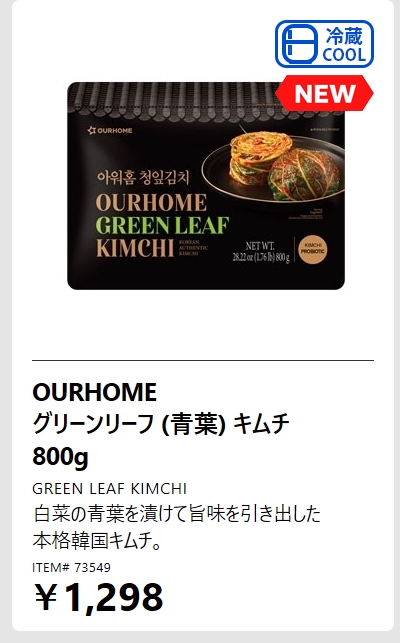 冷蔵
COOL
NEW
OURHOME
아워홈 청잎김치
OURHOME
GREEN LEAF
KIMCHI
KOREAN
AUTHENTIC
KIMCHI
NET WT.
28.22 oz (1.76 lb) 800 g
KIMCHI
PROBIOTIC
OURHOME
グリーンリーフ (青葉) キムチ
800g
GREEN LEAF KIMCHI
白菜の青葉を漬けて旨味を引き出した
本格韓国キムチ。
ITEM# 73549
￥1,298